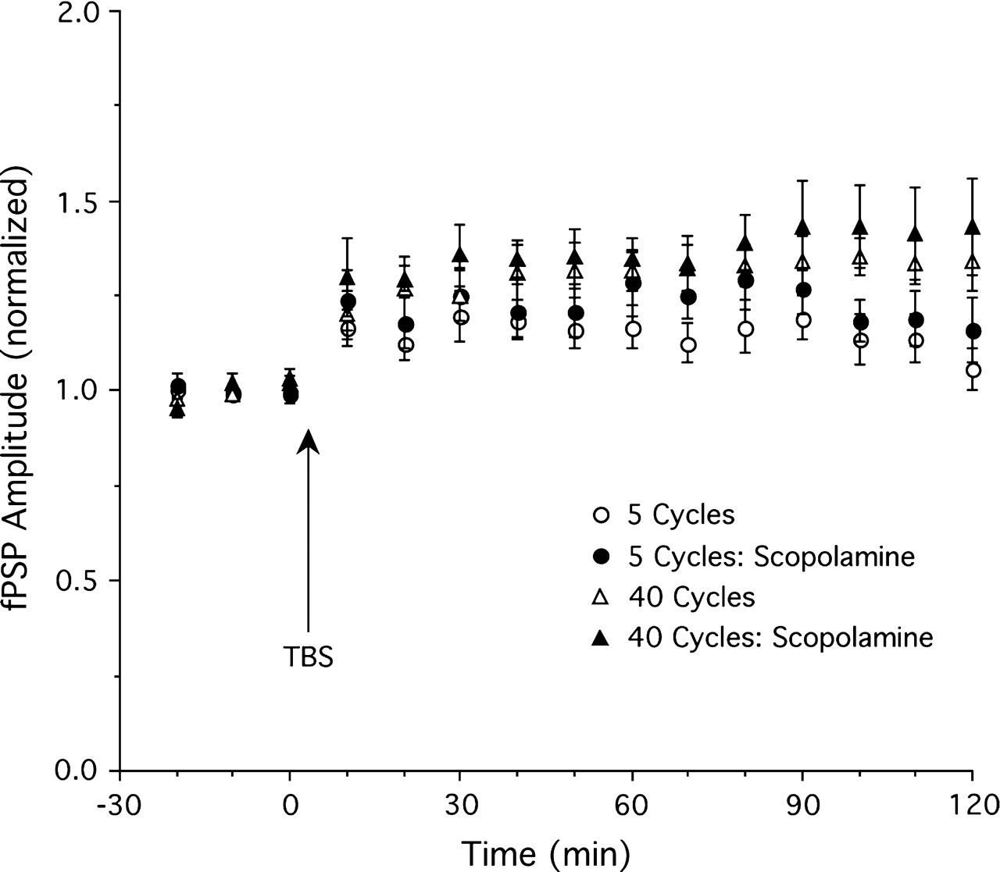 2.0
1.5
1.0
0.5
0.0
fPSP Amplitude (normalized)
TBS
5 Cycles
5 Cycles: Scopolamine
40 Cycles
40 Cycles: Scopolamine
-30 0 30 60 90 120
Time (min)